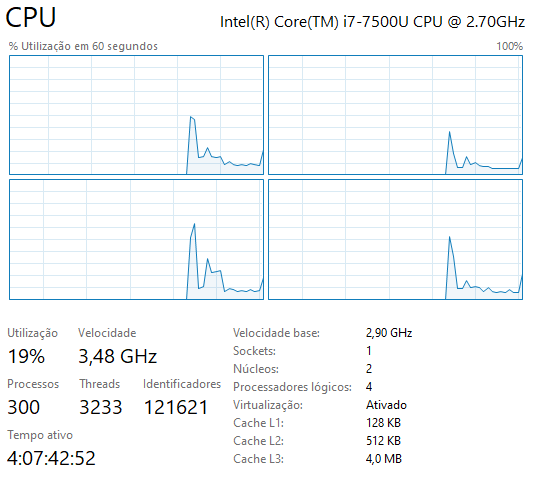 CPU
Intel(R) Core(TM) i7-7500U CPU @ 2.70GHz
% Utilização em 60 segundos
100%
Utilização
Velocidade
19%
3,48 GHz
Processos
Threads
Identificadores
300
3233
121621
Tempo ativo
4:07:42:52
Velocidade base: 2,90 GHz
Sockets: 1
Núcleos: 2
Processadores lógicos: 4
Virtualização: Ativado
Cache L1: 128 KB
Cache L2: 512 KB
Cache L3: 4,0 MB